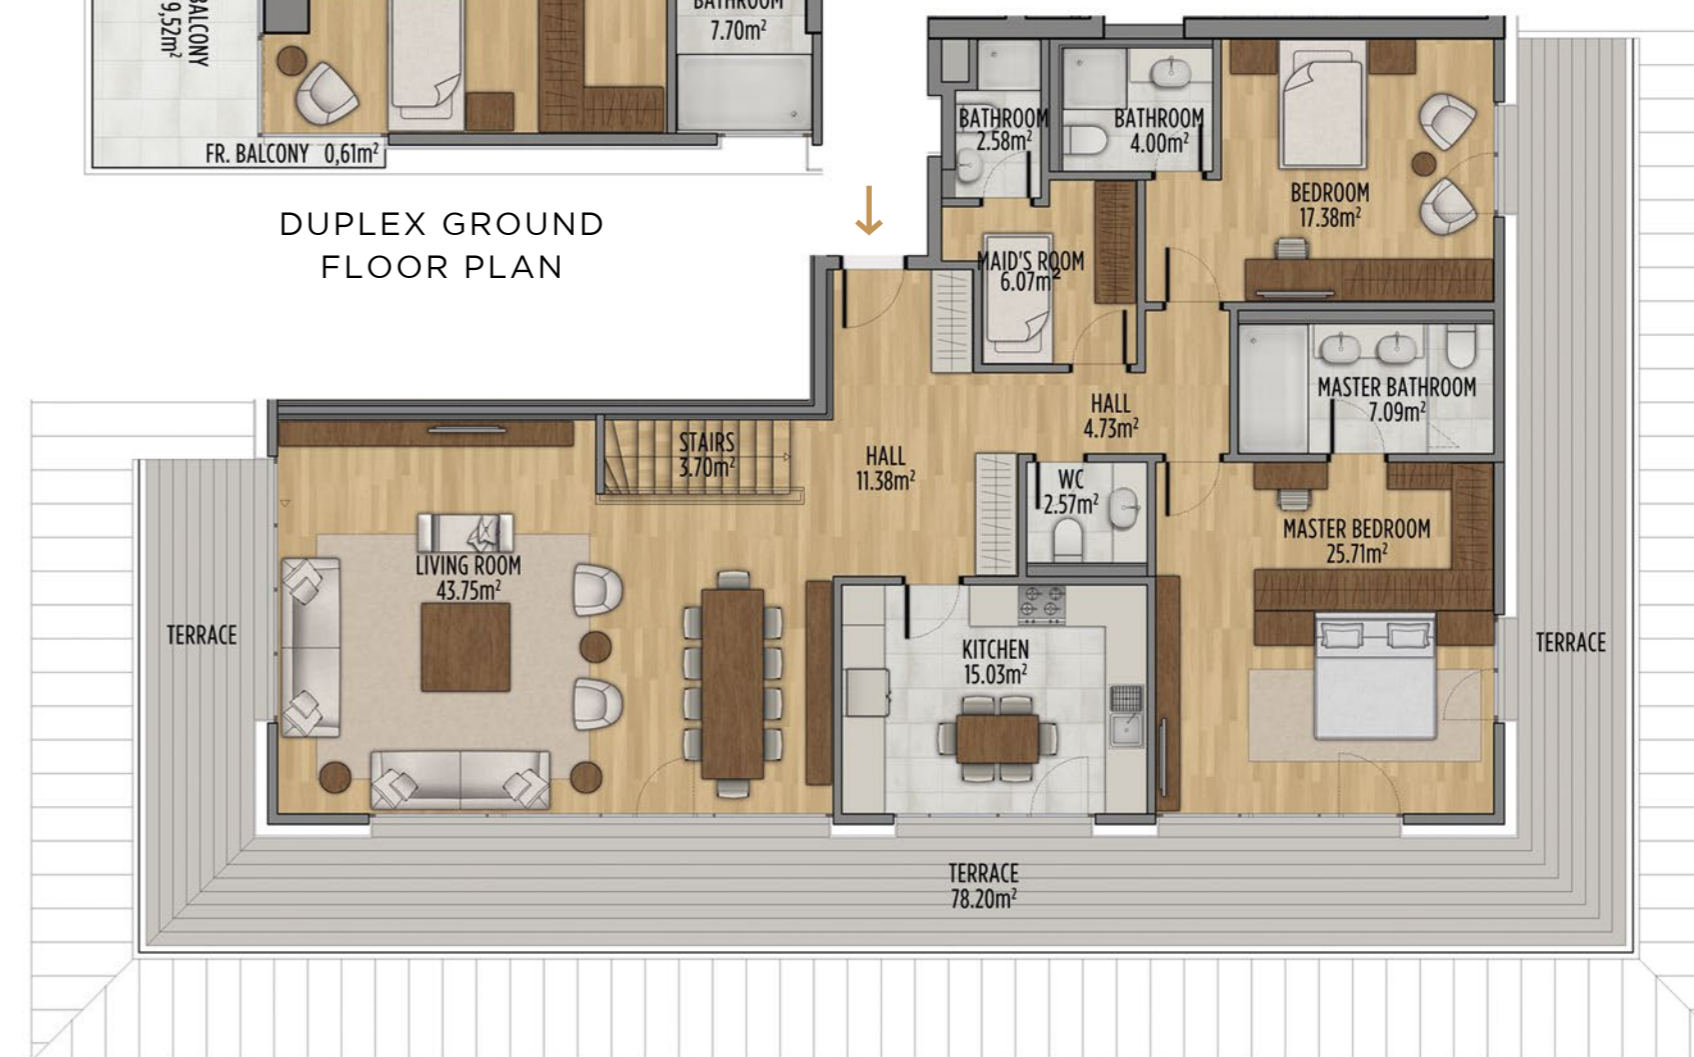 BALCONY
9,52m²
BATHROOM
7.70m²
FR. BALCONY 0,61m²
DUPLEX GROUND
FLOOR PLAN
BATHROOM
2.58m²
BATHROOM
4.00m²
BEDROOM
17.38m²
MAID'S ROOM
6.07m²
MASTER BATHROOM
7.09m²
HALL
4.73m²
STAIRS
3.70m²
HALL
11.38m²
WC
2.57m²
MASTER BEDROOM
25.71m²
LIVING ROOM
43.75m²
TERRACE
KITCHEN
15.03m²
TERRACE
TERRACE
78.20m²